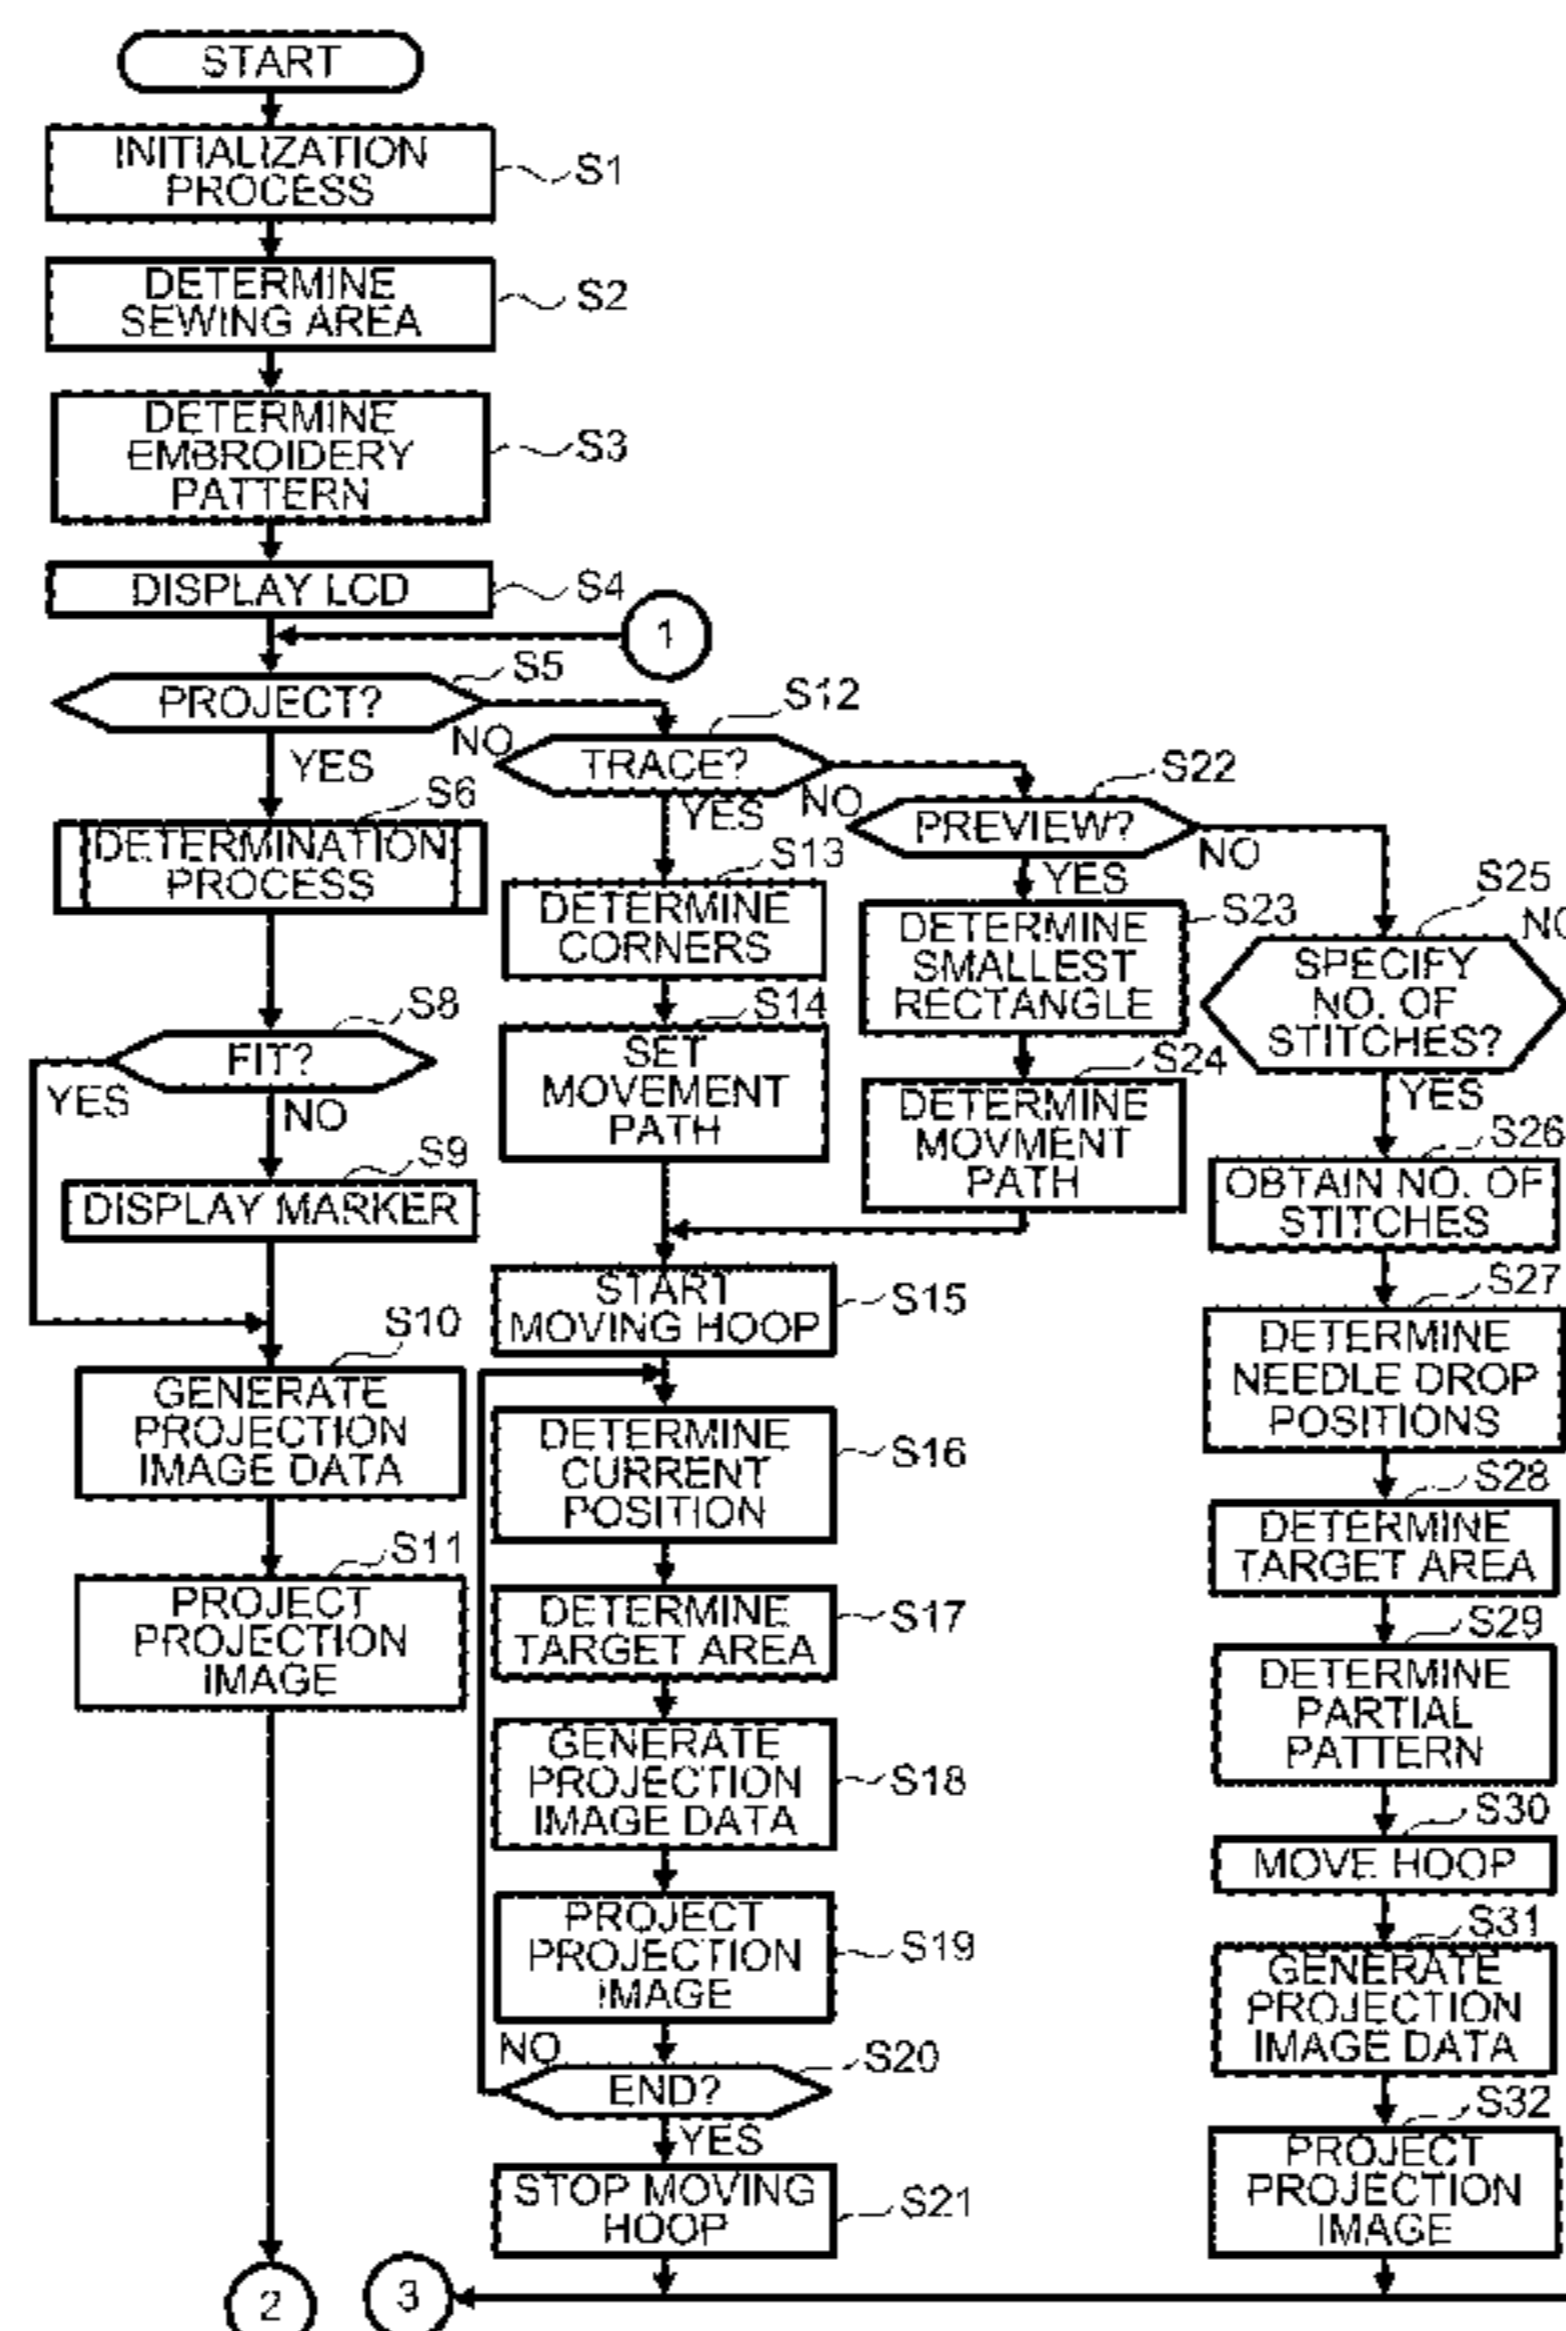 START
INITIALIZATION
PROCESS
S1
DETERMINE
SEWING AREA
S2
DETERMINE
EMBROIDERY
PATTERN
S3
DISPLAY LCD
S4
1
PROJECT?
S5
NO
YES
DETERMINATION
PROCESS
S6
FIT?
S8
YES
NO
DISPLAY MARKER
S9
GENERATE
PROJECTION
IMAGE DATA
S10
PROJECT
PROJECTION
IMAGE
S11
2
TRACE?
S12
YES
NO
DETERMINE
CORNERS
S13
SET
MOVEMENT
PATH
S14
START
MOVING HOOP
S15
DETERMINE
CURRENT
POSITION
S16
DETERMINE
TARGET AREA
S17
GENERATE
PROJECTION
IMAGE DATA
S18
PROJECT
PROJECTION
IMAGE
S19
NO
END?
S20
YES
STOP MOVING
HOOP
S21
3
PREVIEW?
S22
YES
NO
DETERMINE
SMALLEST
RECTANGLE
S23
DETERMINE
MOVMENT
PATH
S24
SPECIFY
NO. OF
STITCHES?
S25
YES
OBTAIN NO. OF
STITCHES
S26
DETERMINE
NEEDLE DROP
POSITIONS
S27
DETERMINE
TARGET AREA
S28
DETERMINE
PARTIAL
PATTERN
S29
MOVE HOOP
S30
GENERATE
PROJECTION
IMAGE DATA
S31
PROJECT
PROJECTION
IMAGE
S32